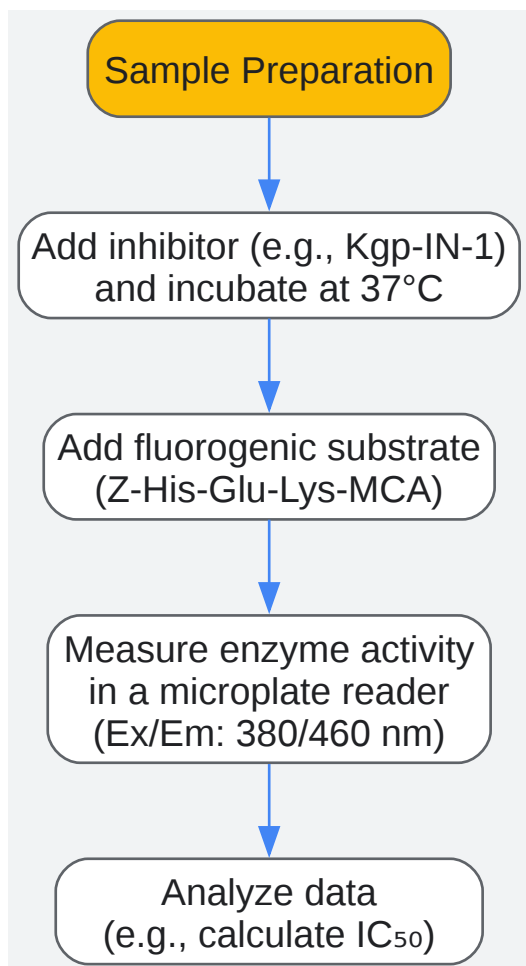 Sample Preparation
Add inhibitor (e.g., Kgp-IN-1)
and incubate at 37°C
Add fluorogenic substrate
(Z-His-Glu-Lys-MCA)
Measure enzyme activity
in a microplate reader
(Ex/Em: 380/460 nm)
Analyze data
(e.g., calculate IC₅₀)